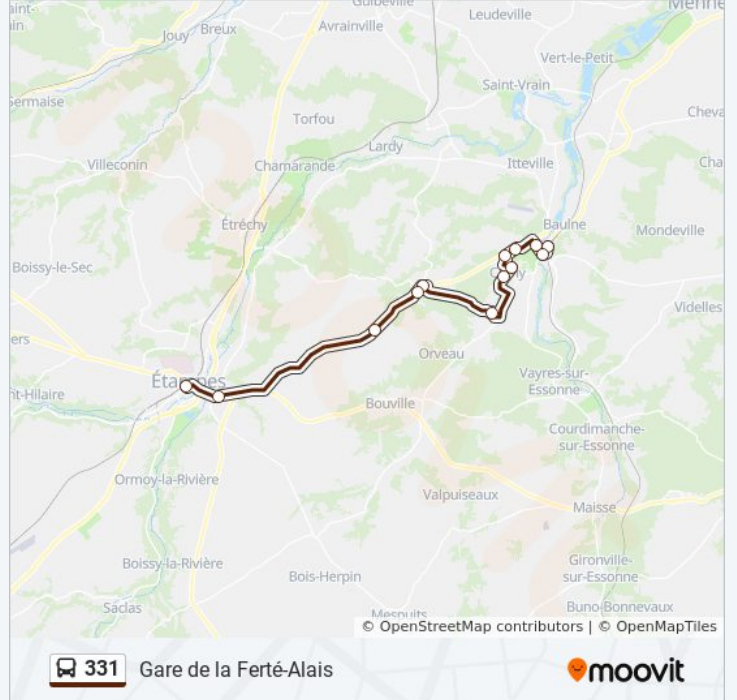 Guibeville
Leudeville
Jouy
Breux
Avrainville
Vert-le-Petit
Saint-Vrain
Torfou
Lardy
Villeconin
Chamarande
Itteville
Étréchy
Baulne
Mondeville
Boissy-le-Sec
Videlles
Orveau
Vayres-sur-
Essonne
Bouville
Courdimanche-
sur-Essonne
Ormoy-la-Rivière
Valpuiseaux
Maisse
Boissy-la-Rivière
Bois-Herpin
Gironville-
sur-Essonne
Saclas
Mespuits
Buno-Bonnevaux
© OpenStreetMap contributors | © OpenMapTiles
331 Gare de la Ferté-Alais
moovit